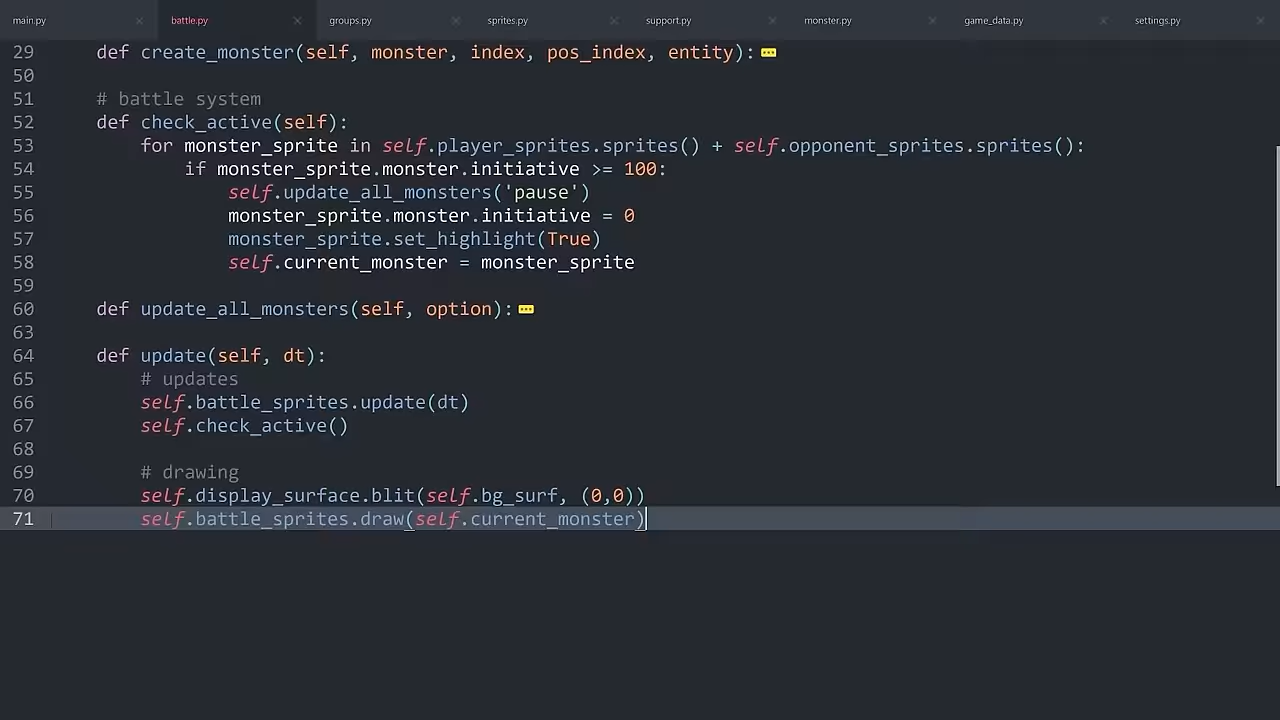 main.py × battle.py × groups.py × sprites.py × support.py × monster.py × game_data.py × settings.py ×
29 def create_monster(self, monster, index, pos_index, entity):
50
51 # battle system
52 def check_active(self):
53 for monster_sprite in self.player_sprites.sprites() + self.opponent_sprites.sprites():
54 if monster_sprite.monster.initiative >= 100:
55 self.update_all_monsters('pause')
56 monster_sprite.monster.initiative = 0
57 monster_sprite.set_highlight(True)
58 self.current_monster = monster_sprite
59
60 def update_all_monsters(self, option):
63
64 def update(self, dt):
65 # updates
66 self.battle_sprites.update(dt)
67 self.check_active()
68
69 # drawing
70 self.display_surface.blit(self.bg_surf, (0,0))
71 self.battle_sprites.draw(self.current_monster)